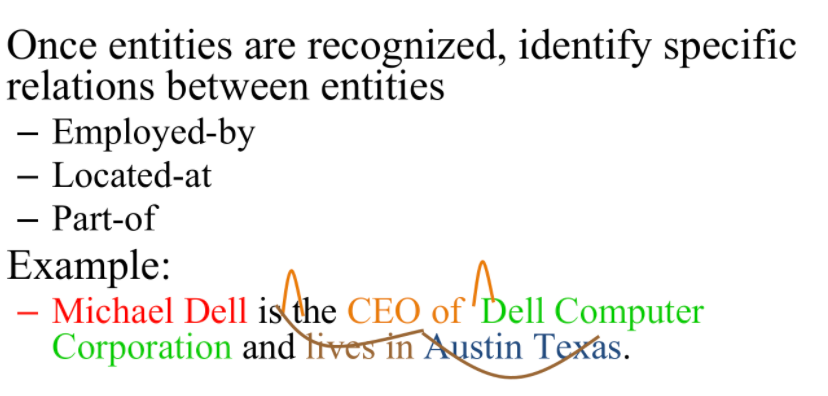 Once entities are recognized, identify specific
relations between entities
– Employed-by
– Located-at
– Part-of
Example:
– Michael Dell is the CEO of Dell Computer
Corporation and lives in Austin Texas.